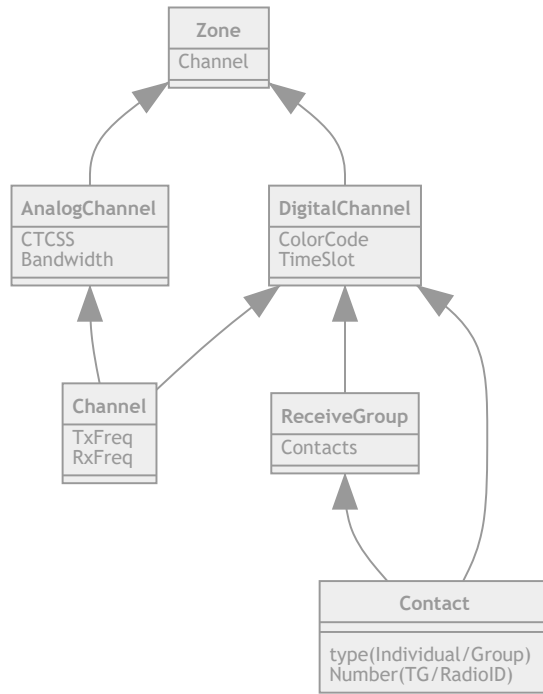 Zone
Channel
AnalogChannel
CTCSS
Bandwidth
DigitalChannel
ColorCode
TimeSlot
Channel
TxFreq
RxFreq
ReceiveGroup
Contacts
Contact
type(Individual/Group)
Number(TG/RadioID)